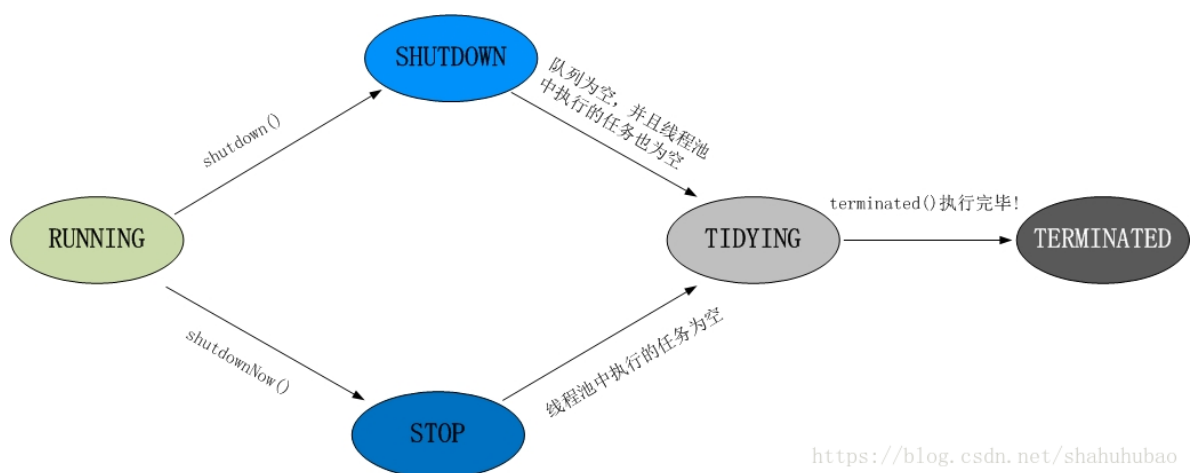 SHUTDOWN
队列为空, 并且线程池
中执行的任务也为空
shutdown()
RUNNING
TIDYING
terminated()执行完毕!
TERMINATED
shutdownNow()
线程池中执行的任务为空
STOP
https://blog.csdn.net/shahuhubao